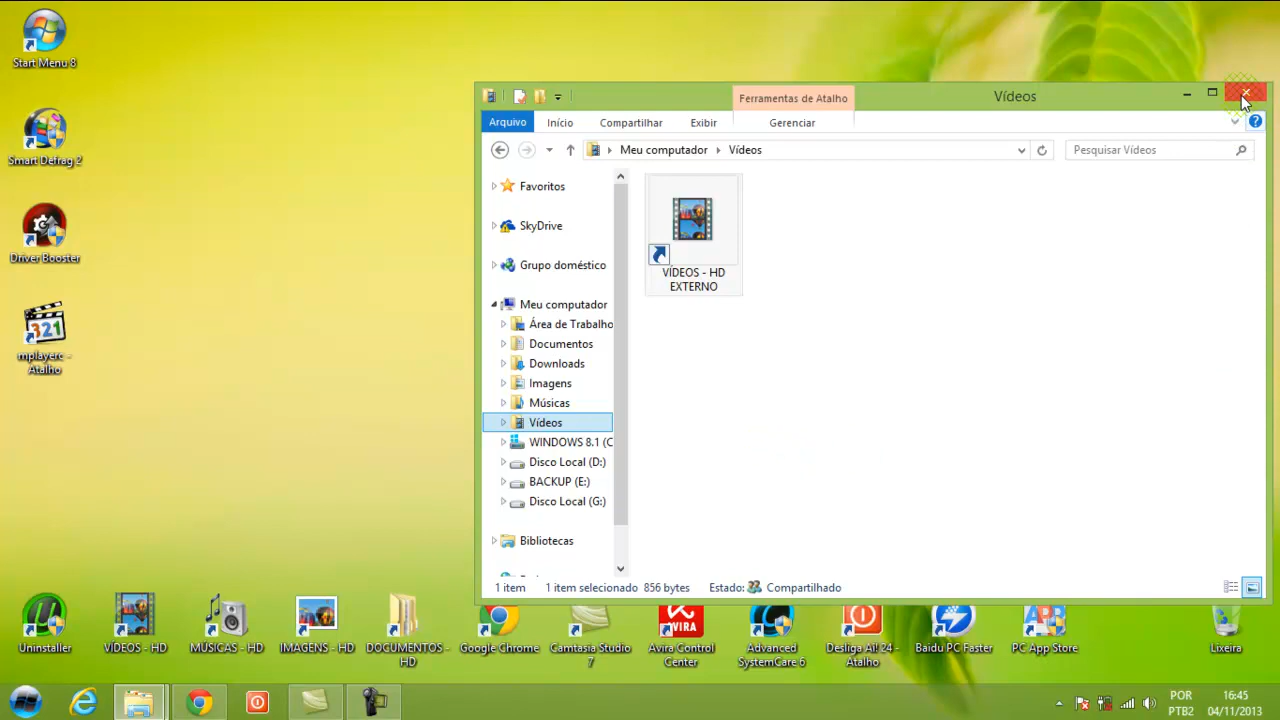 Start Menu 8
Smart Defrag 2
Driver Booster
321
mplayerc -
Atalho
Ferramentas de Atalho
Vídeos
Arquivo
Início
Compartilhar
Exibir
Gerenciar
Meu computador
Vídeos
Pesquisar Vídeos
Favoritos
SkyDrive
Grupo doméstico
Meu computador
Área de Trabalho
Documentos
Downloads
Imagens
Músicas
Vídeos
WINDOWS 8.1 (C
Disco Local (D:)
BACKUP (E:)
Disco Local (G:)
Bibliotecas
VÍDEOS - HD
EXTERNO
1 item
1 item selecionado
856 bytes
Estado:
Compartilhado
Uninstaller
VÍDEOS - HD
MÚSICAS - HD
IMAGENS - HD
DOCUMENTOS -
HD
Google Chrome
Camtasia Studio
7
AVIRA
Avira Control
Center
Advanced
SystemCare 6
Desliga Aí! 24 -
Atalho
Baidu PC Faster
APP
PC App Store
Lixeira
POR
PTB2
16:45
04/11/2013